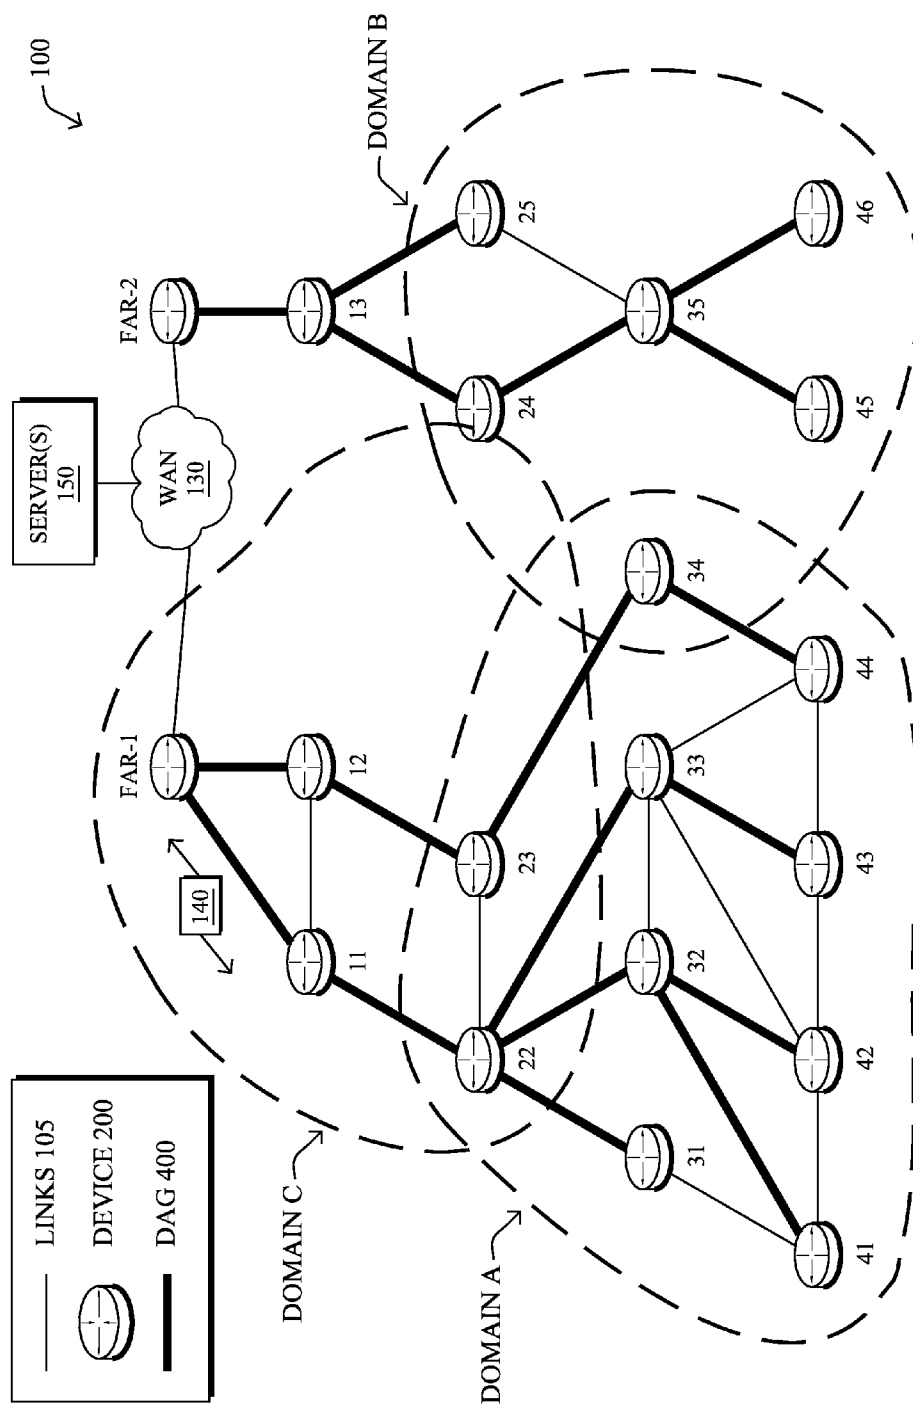 100
LINKS 105
DEVICE 200
DAG 400
SERVER(S)
150
FAR-1
FAR-2
WAN
130
140
DOMAIN C
11
12
13
DOMAIN B
DOMAIN A
22
23
24
25
31
32
33
34
35
41
42
43
44
45
46